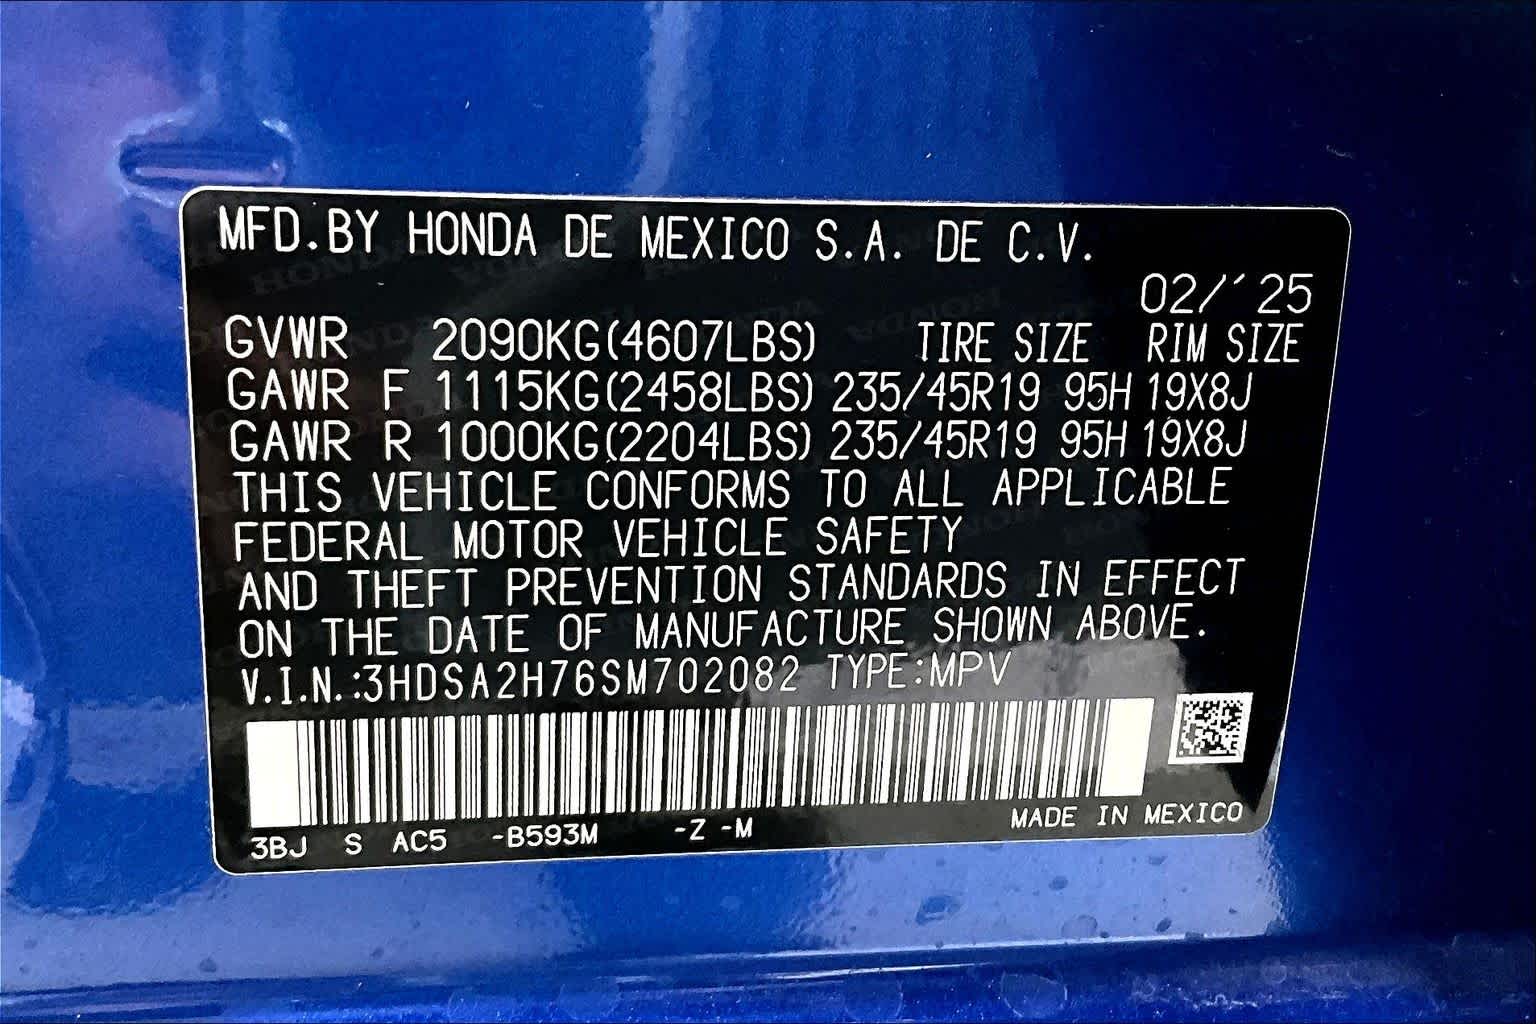 MFD.BY HONDA DE MEXICO S.A. DE C.V.
02/'25
GVWR 2090KG(4607LBS) TIRE SIZE RIM SIZE
GAWR F 1115KG(2458LBS) 235/45R19 95H 19X8J
GAWR R 1000KG(2204LBS) 235/45R19 95H 19X8J
THIS VEHICLE CONFORMS TO ALL APPLICABLE
FEDERAL MOTOR VEHICLE SAFETY
AND THEFT PREVENTION STANDARDS IN EFFECT
ON THE DATE OF MANUFACTURE SHOWN ABOVE.
V.I.N.:3HDSA2H76SM702082 TYPE:MPV
3BJ S AC5 -B593M -Z -M MADE IN MEXICO